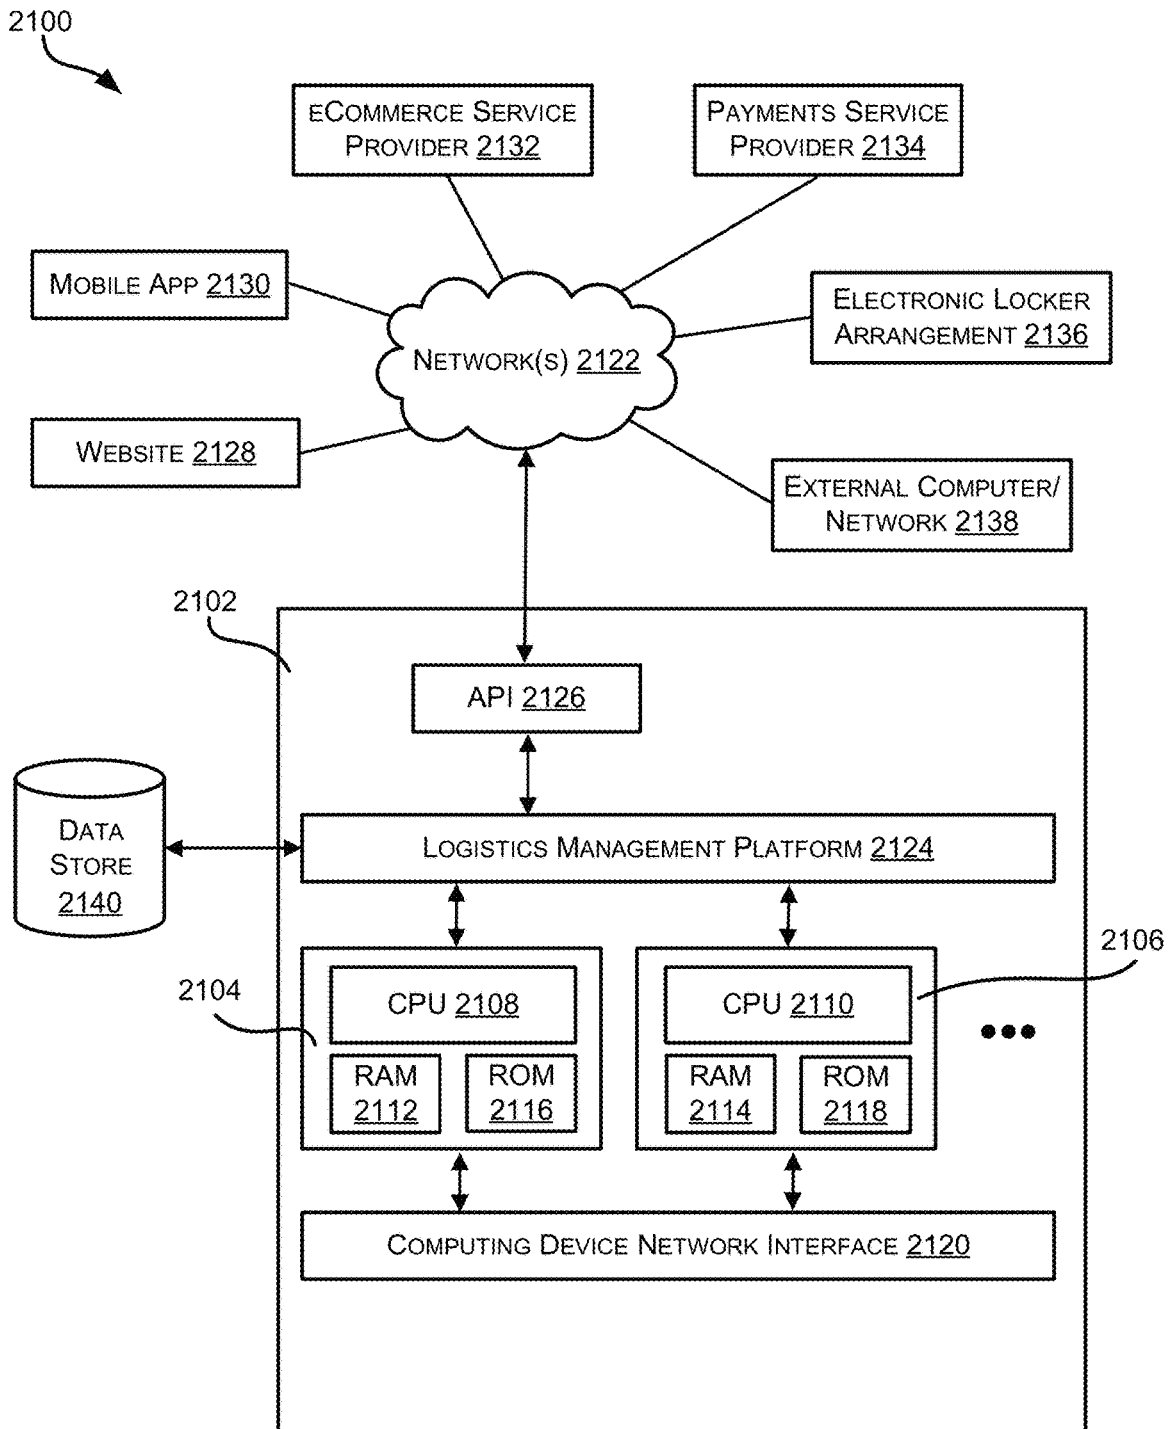 2100
eCommerce Service
Provider 2132
Payments Service
Provider 2134
Mobile App 2130
Electronic Locker
Arrangement 2136
Network(s) 2122
Website 2128
External Computer/
Network 2138
2102
API 2126
Data
Store
2140
Logistics Management Platform 2124
2106
2104
CPU 2108
CPU 2110
RAM
2112
ROM
2116
RAM
2114
ROM
2118
Computing Device Network Interface 2120